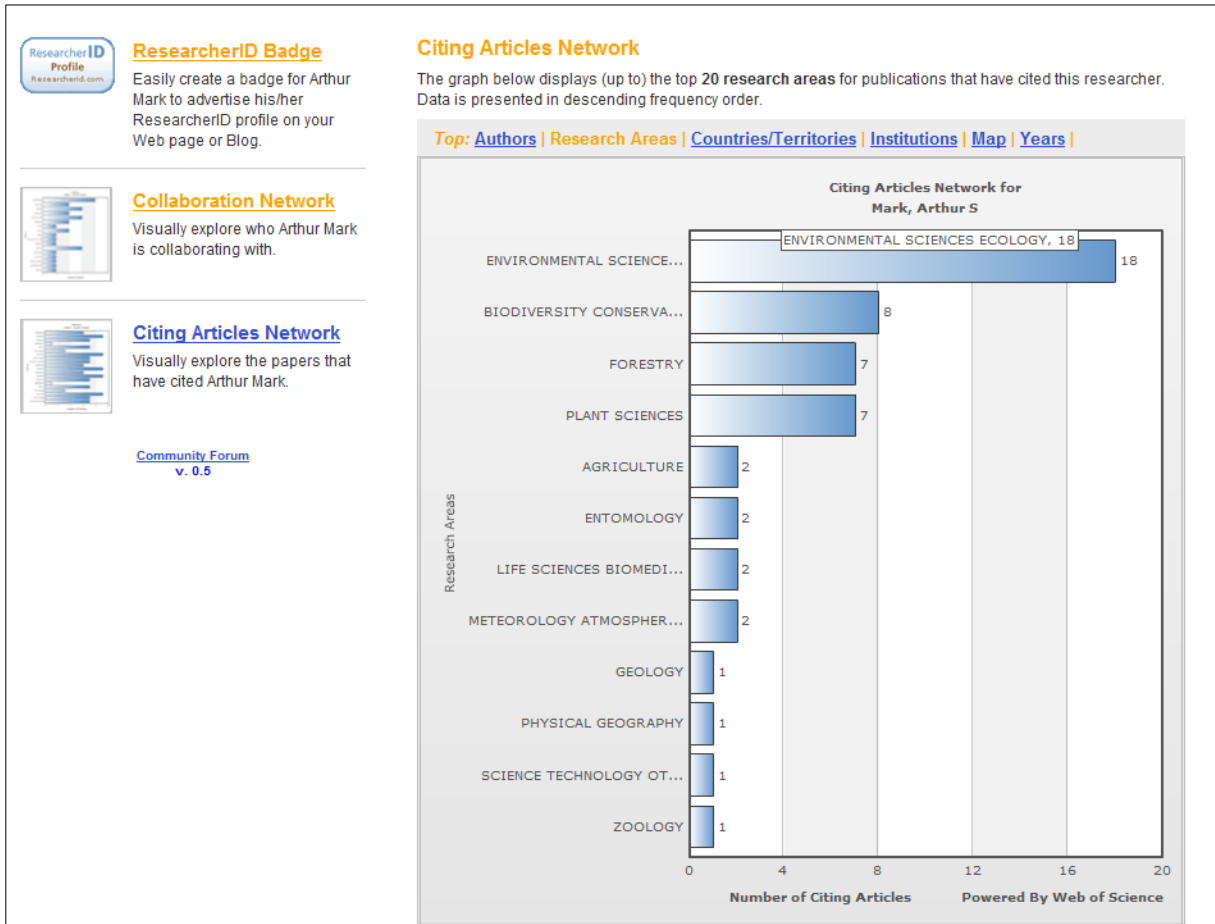 ResearcherID
Profile
Researcherid.com
ResearcherID Badge
Easily create a badge for Arthur
Mark to advertise his/her
ResearcherID profile on your
Web page or Blog.
Collaboration Network
Visually explore who Arthur Mark
is collaborating with.
Citing Articles Network
Visually explore the papers that
have cited Arthur Mark.
Community Forum
v. 0.5
Citing Articles Network
The graph below displays (up to) the top 20 research areas for publications that have cited this researcher.
Data is presented in descending frequency order.
Top: Authors | Research Areas | Countries/Territories | Institutions | Map | Years |
Citing Articles Network for
Mark, Arthur S
ENVIRONMENTAL SCIENCES ECOLOGY, 18
ENVIRONMENTAL SCIENCE... 18
BIODIVERSITY CONSERVA... 8
FORESTRY 7
PLANT SCIENCES 7
AGRICULTURE 2
ENTOMOLOGY 2
LIFE SCIENCES BIOMEDI... 2
METEOROLOGY ATMOSPHER... 2
GEOLOGY 1
PHYSICAL GEOGRAPHY 1
SCIENCE TECHNOLOGY OT... 1
ZOOLOGY 1
Research Areas
0 4 8 12 16 20
Number of Citing Articles Powered By Web of Science